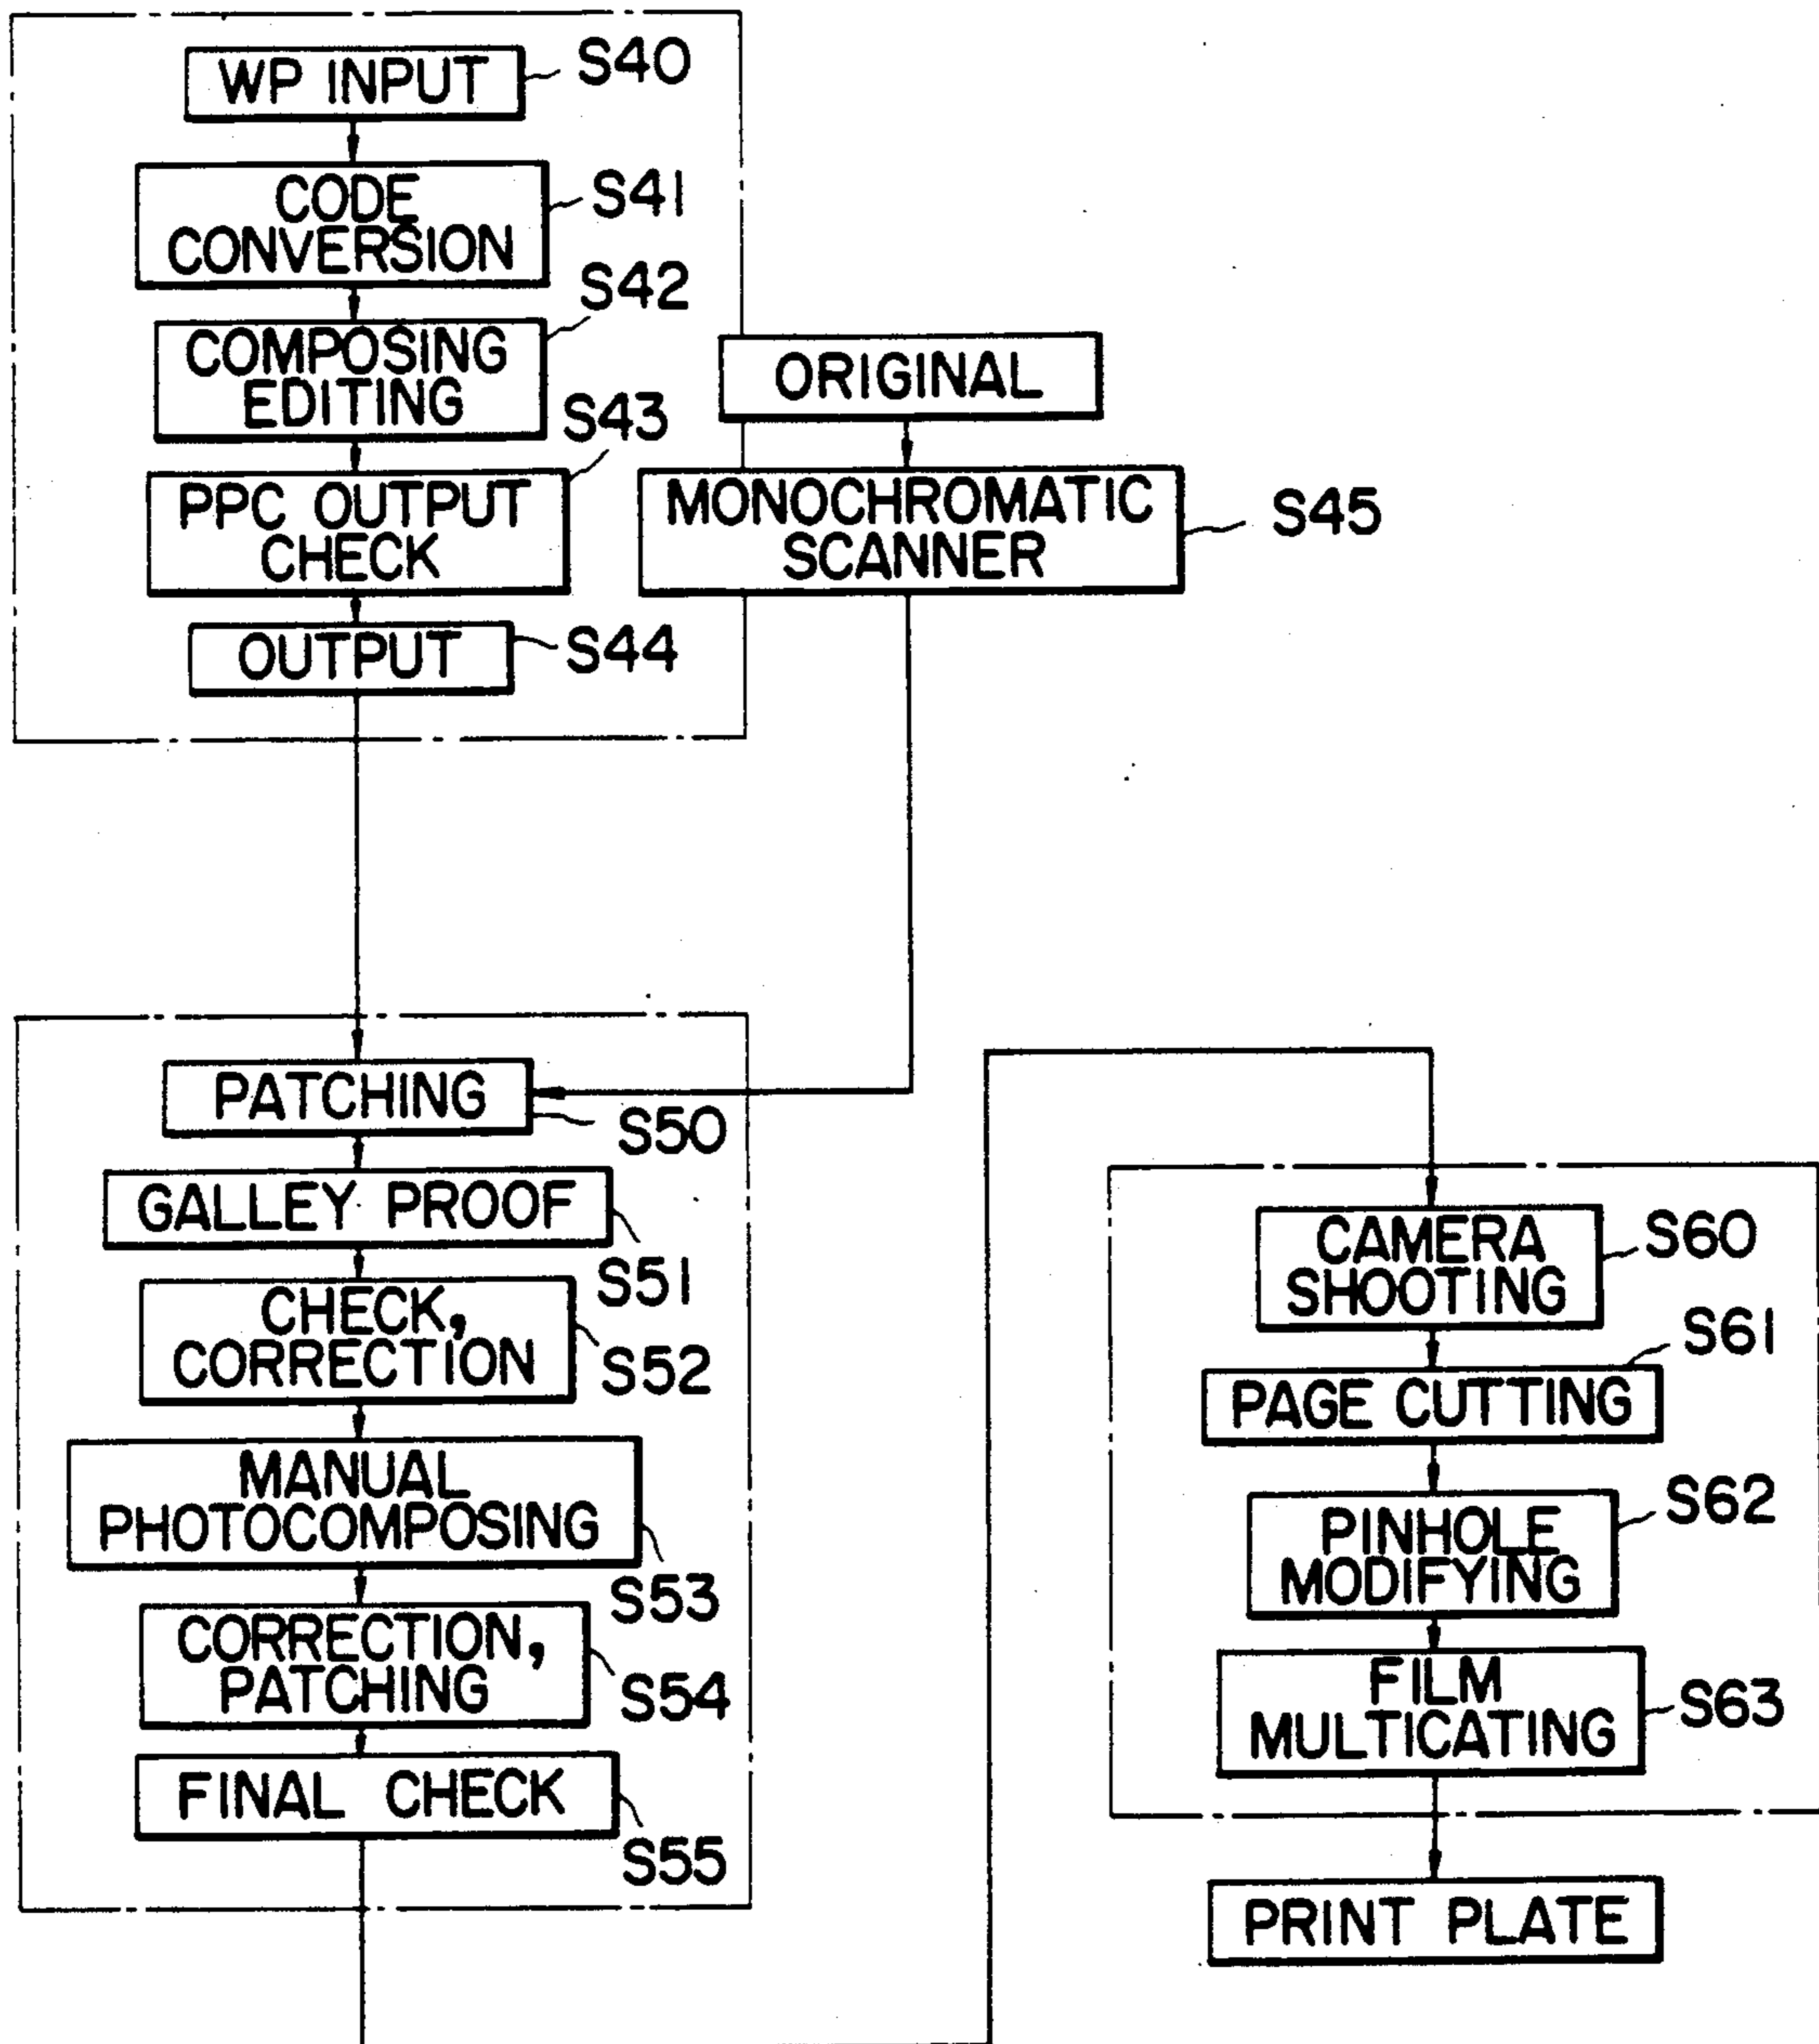 WP INPUT
S40
CODE
CONVERSION
S41
COMPOSING
EDITING
S42
PPC OUTPUT
CHECK
S43
OUTPUT
S44
ORIGINAL
MONOCHROMATIC
SCANNER
S45
PATCHING
S50
GALLEY PROOF
S51
CHECK,
CORRECTION
S52
MANUAL
PHOTOCOMPOSING
S53
CORRECTION,
PATCHING
S54
FINAL CHECK
S55
CAMERA
SHOOTING
S60
PAGE CUTTING
S61
PINHOLE
MODIFYING
S62
FILM
MULTICATING
S63
PRINT PLATE